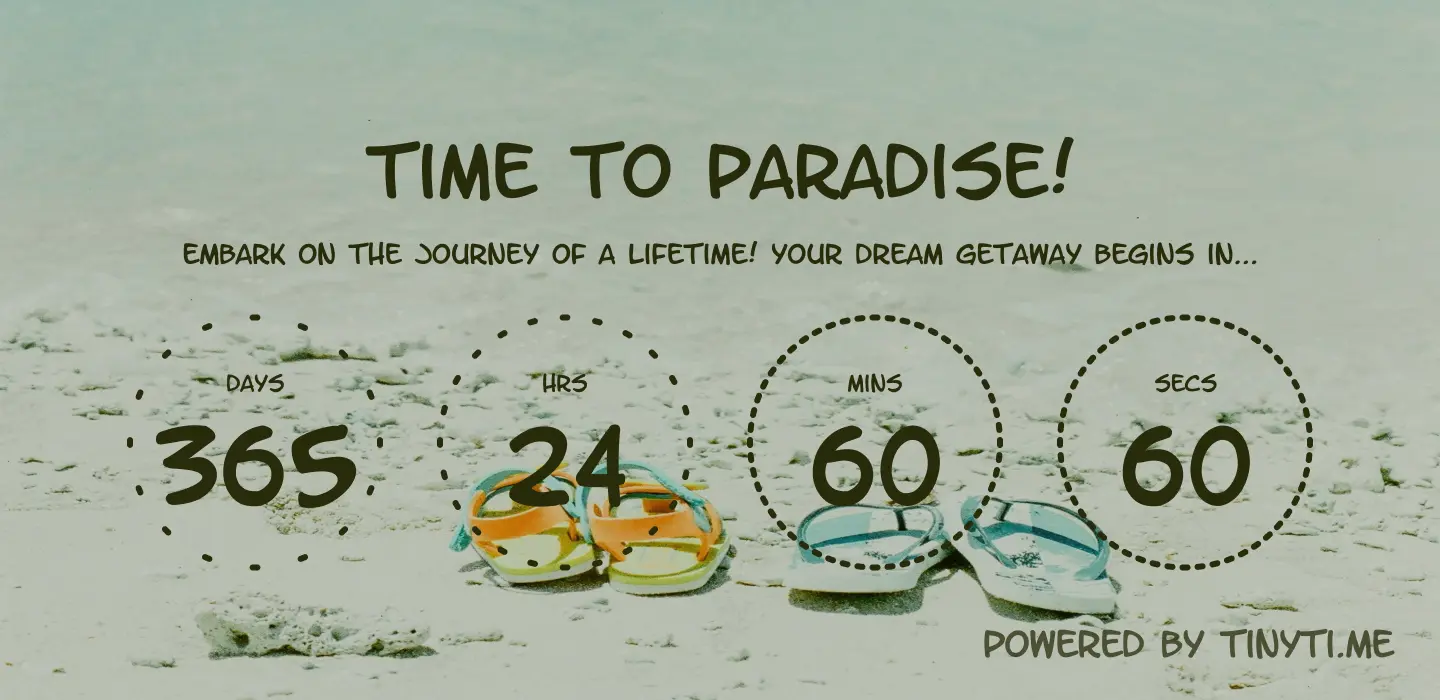 TIME TO PARADISE!
EMBARK ON THE JOURNEY OF A LIFETIME! YOUR DREAM GETAWAY BEGINS IN...
DAYS HRS MINS SECS
365 24 60 60
POWERED BY TINYTI.ME